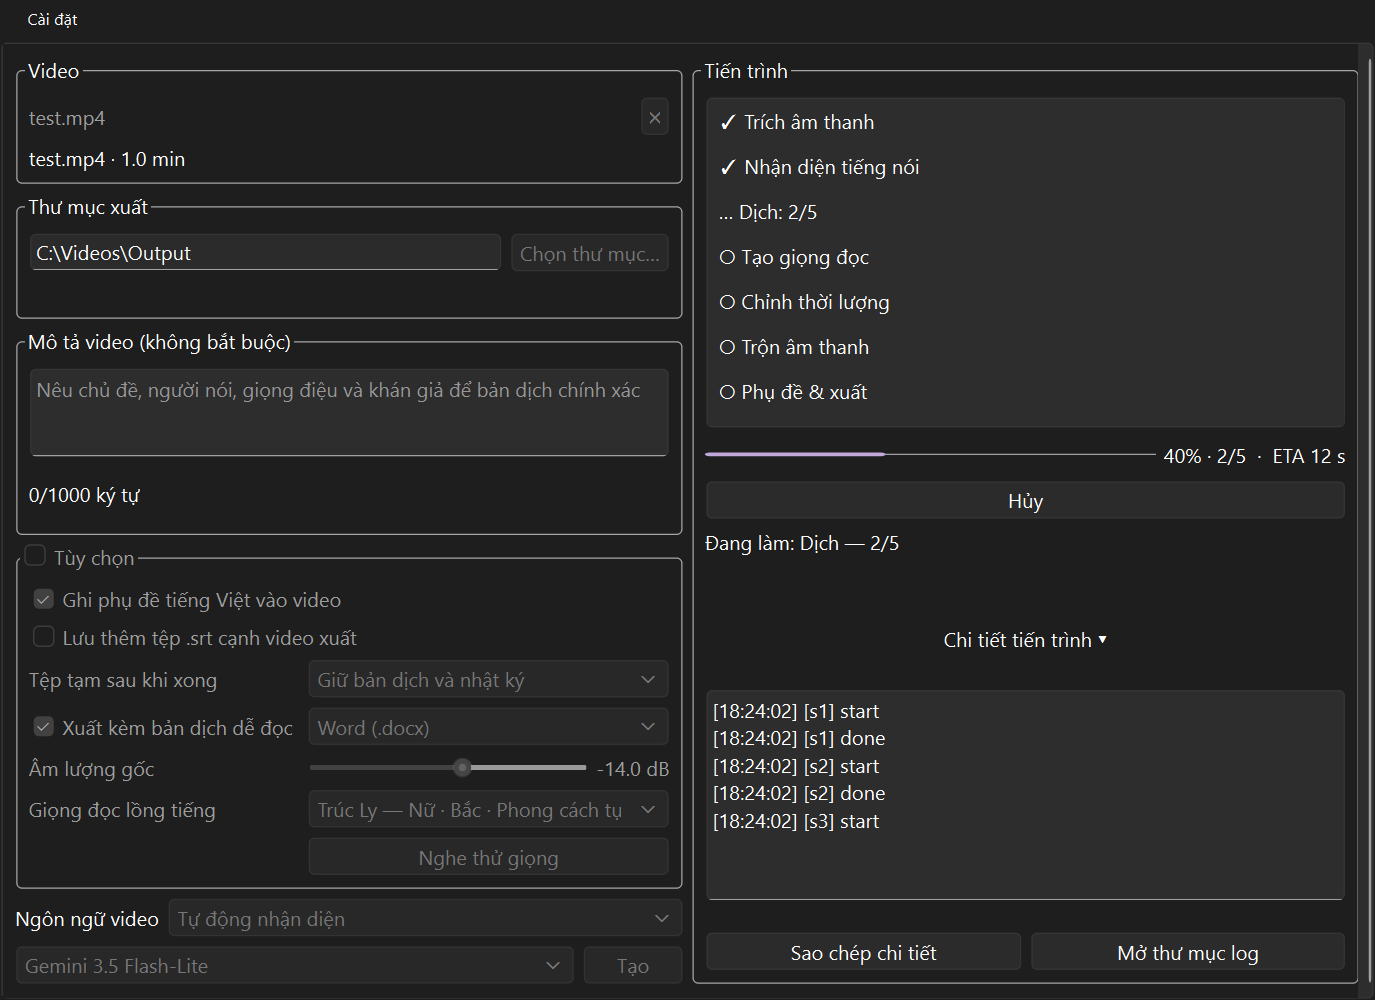 Cài đặt
Video
test.mp4
test.mp4 · 1.0 min
Thư mục xuất
C:\Videos\Output
Chọn thư mục...
Mô tả video (không bắt buộc)
Nêu chủ đề, người nói, giọng điệu và khán giả để bản dịch chính xác
0/1000 ký tự
Tùy chọn
Ghi phụ đề tiếng Việt vào video
Lưu thêm tệp .srt cạnh video xuất
Tệp tạm sau khi xong
Giữ bản dịch và nhật ký
Xuất kèm bản dịch dễ đọc
Word (.docx)
Âm lượng gốc
-14.0 dB
Giọng đọc lồng tiếng
Trúc Ly — Nữ · Bắc · Phong cách tự
Nghe thử giọng
Ngôn ngữ video
Tự động nhận diện
Gemini 3.5 Flash-Lite
Tạo
Tiến trình
✓ Trích âm thanh
✓ Nhận diện tiếng nói
... Dịch: 2/5
○ Tạo giọng đọc
○ Chỉnh thời lượng
○ Trộn âm thanh
○ Phụ đề & xuất
40% · 2/5 · ETA 12 s
Hủy
Đang làm: Dịch — 2/5
Chi tiết tiến trình ▾
[18:24:02] [s1] start
[18:24:02] [s1] done
[18:24:02] [s2] start
[18:24:02] [s2] done
[18:24:02] [s3] start
Sao chép chi tiết
Mở thư mục log